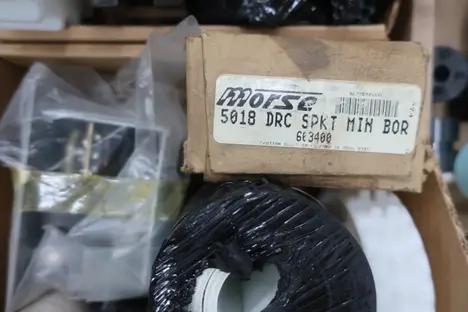 morse
5018 DRC SPKT MIN BOR
603400